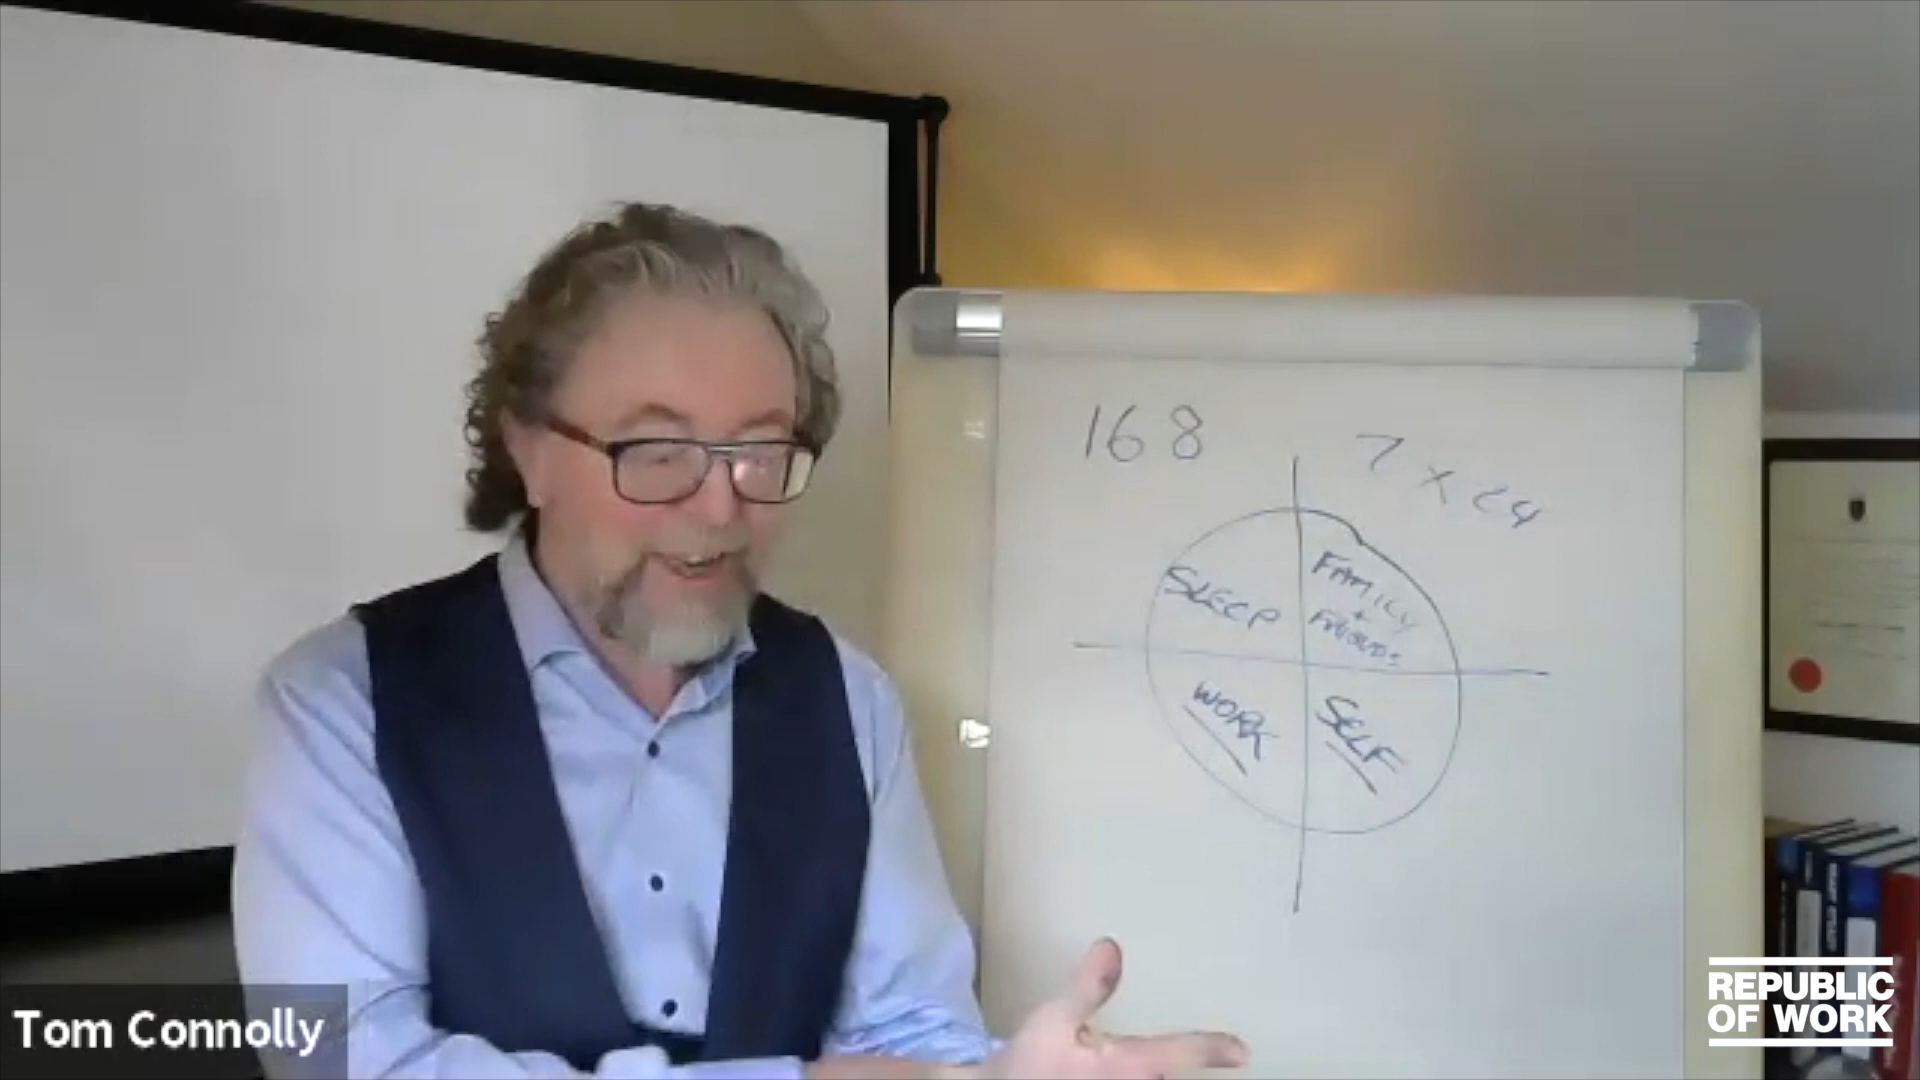 168
7 x 24
SLEEP
FAMILY
+
FRIENDS
WORK
SELF
Tom Connolly
REPUBLIC
OF WORK